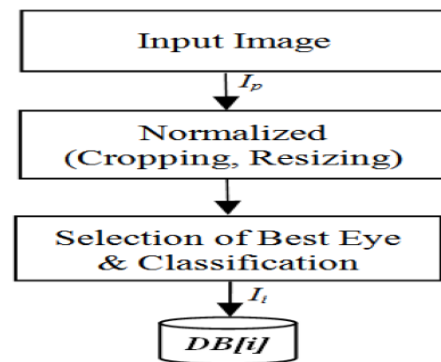 Input Image
I_p
Normalized
(Cropping, Resizing)
Selection of Best Eye
& Classification
I_i
DB[i]